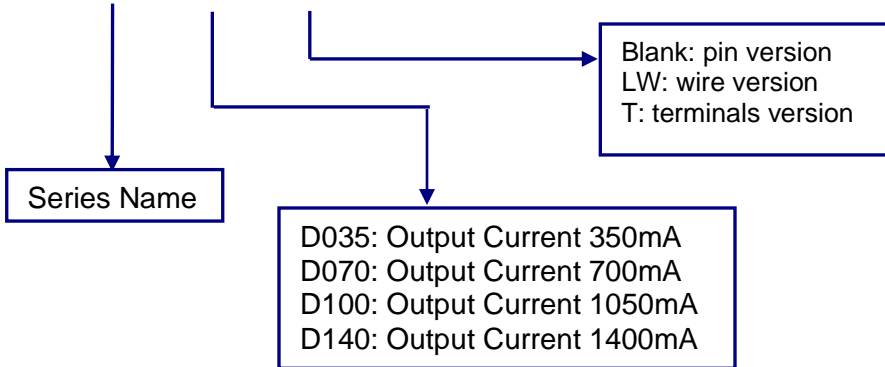 Blank: pin version
LW: wire version
T: terminals version
Series Name
D035: Output Current 350mA
D070: Output Current 700mA
D100: Output Current 1050mA
D140: Output Current 1400mA